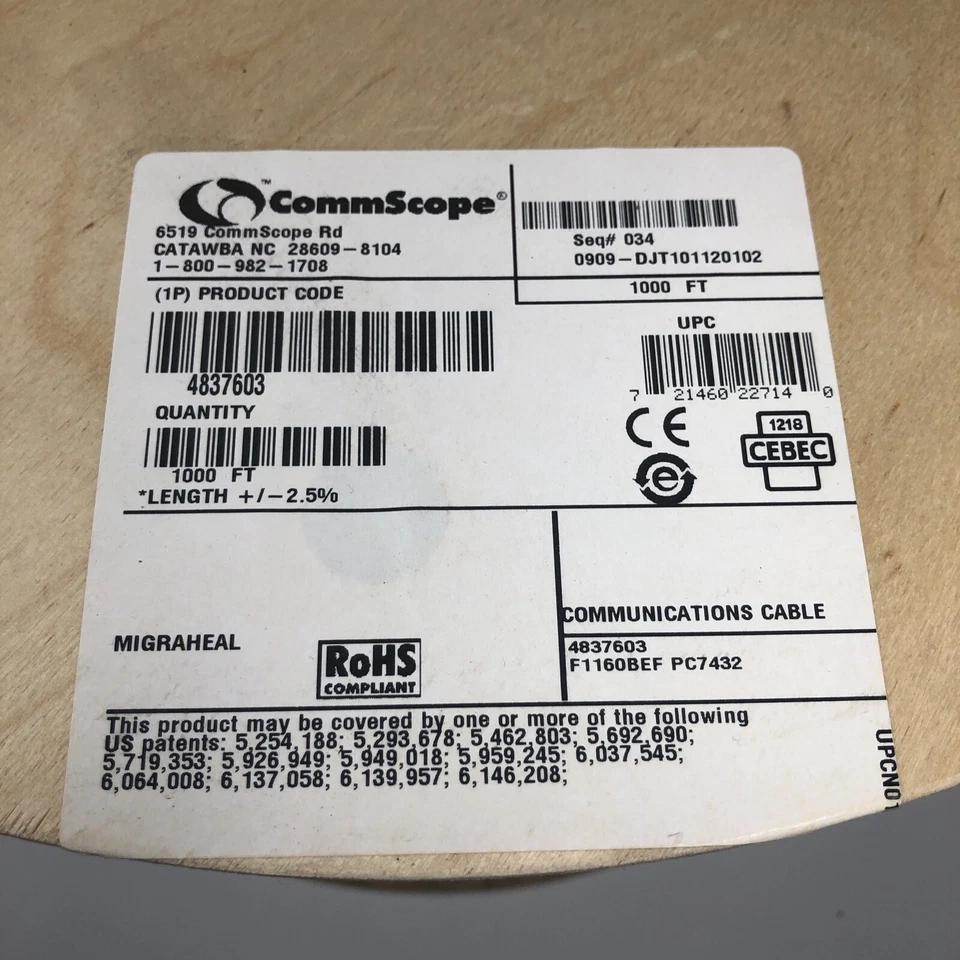 ™CommScope®
6519 CommScope Rd
CATAWBA NC 28609-8104
1-800-982-1708
Seq# 034
0909-DJT101120102
1000 FT
(1P) PRODUCT CODE
4837603
QUANTITY
1000 FT
*LENGTH +/-2.5%
UPC
7 21460 22714 0
CE
e
1218
CEBEC
MIGRAHEAL
RoHS
COMPLIANT
COMMUNICATIONS CABLE
4837603
F1160BEF PC7432
This product may be covered by one or more of the following
US patents: 5,254,188; 5,293,678; 5,462,803; 5,692,690;
5,719,353; 5,926,949; 5,949,018; 5,959,245; 6,037,545;
6,064,008; 6,137,058; 6,139,957; 6,146,208;
UPCN01